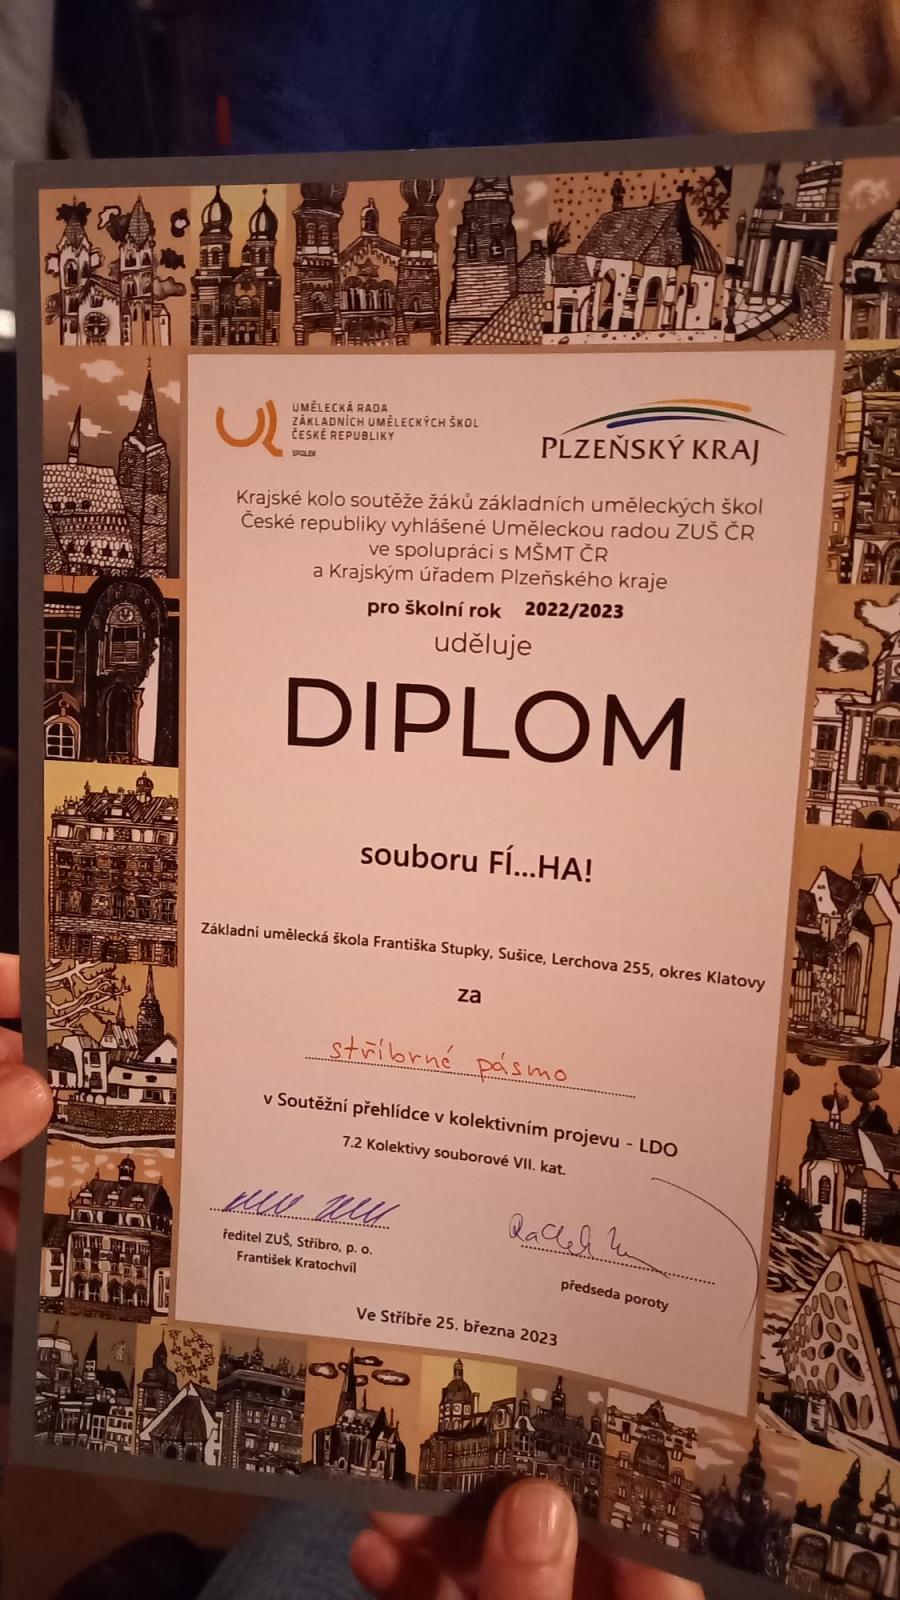 UMĚLECKÁ RADA
ZÁKLADNÍCH UMĚLECKÝCH ŠKOL
ČESKÉ REPUBLIKY
SPOLEK
PLZEŇSKÝ KRAJ
Krajské kolo soutěže žáků základních uměleckých škol
České republiky vyhlášené Uměleckou radou ZUŠ ČR
ve spolupráci s MŠMT ČR
a Krajským úřadem Plzeňského kraje
pro školní rok 2022/2023
uděluje
DIPLOM
souboru FÍ...HA!
Základní umělecká škola Františka Stupky, Sušice, Lerchova 255, okres Klatovy
za
stříbrné pásmo
v Soutěžní přehlídce v kolektivním projevu - LDO
7.2 Kolektivy souborové VII. kat.
ředitel ZUŠ, Stříbro, p. o.
František Kratochvíl
předseda poroty
Ve Stříbře 25. března 2023